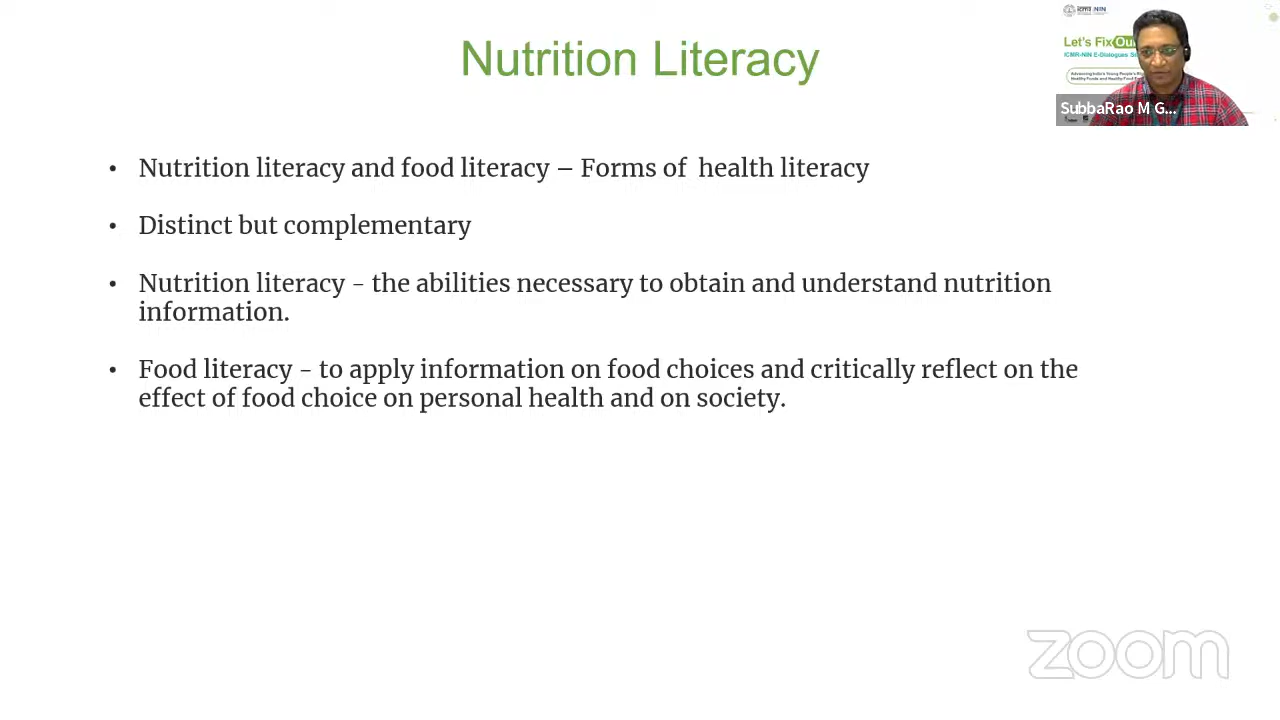 Nutrition Literacy
• Nutrition literacy and food literacy – Forms of health literacy
• Distinct but complementary
• Nutrition literacy - the abilities necessary to obtain and understand nutrition
information.
• Food literacy - to apply information on food choices and critically reflect on the
effect of food choice on personal health and on society.
icmr NIN
Let's Fix Our
ICMR-NIN E-Dialogues
Advancing India's Young People's
Healthy Foods and Healthy Food
SubbaRao M G...
zoom